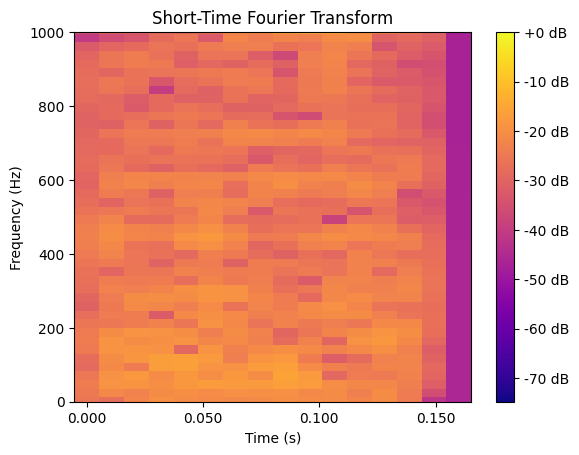 Short-Time Fourier Transform
1000
800
600
400
200
0
Frequency (Hz)
0.000
0.050
0.100
0.150
Time (s)
+0 dB
-10 dB
-20 dB
-30 dB
-40 dB
-50 dB
-60 dB
-70 dB